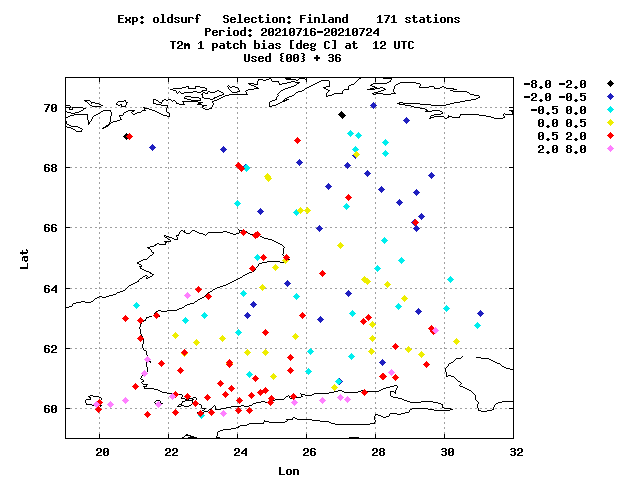 Exp: oldsurf   Selection: Finland    171 stations
Period: 20210716-20210724
T2m 1 patch bias [deg C] at  12 UTC
Used {00} + 36
-8.0 -2.0
-2.0 -0.5
-0.5 0.0
0.0 0.5
0.5 2.0
2.0 8.0
70
68
66
64
62
60
Lat
20 22 24 26 28 30 32
Lon